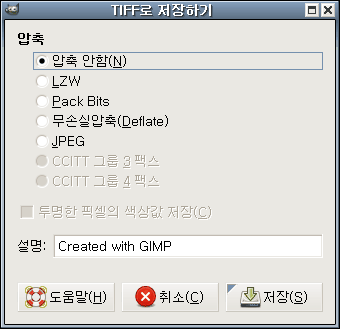 TIFF로 저장하기
압축
압축 안함(N)
LZW
Pack Bits
무손실압축(Deflate)
JPEG
CCITT 그룹 3 팩스
CCITT 그룹 4 팩스
투명한 픽셀의 색상값 저장(C)
설명: Created with GIMP
도움말(H) 취소(C) 저장(S)